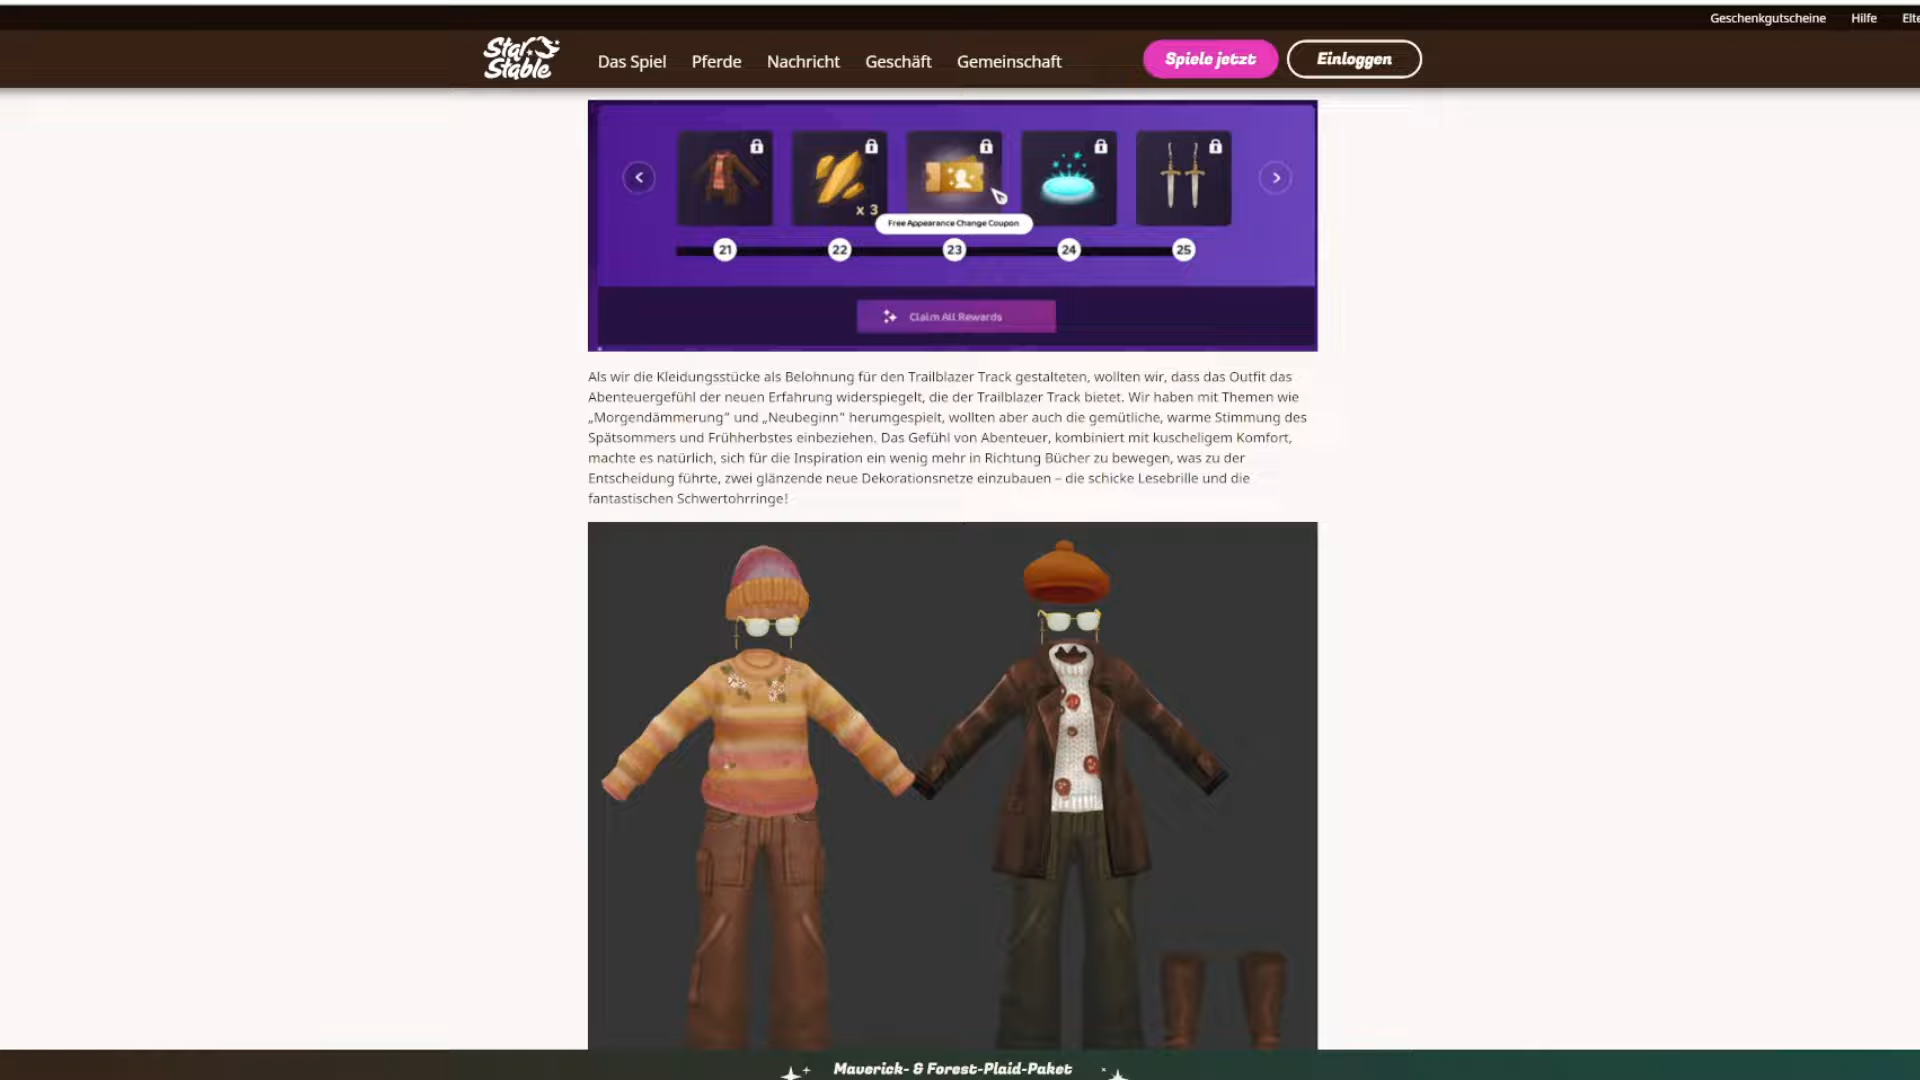 Geschenkgutscheine Hilfe
Star Stable
Das Spiel Pferde Nachricht Geschäft Gemeinschaft Spiele jetzt Einloggen
x 3
Free Appearance Change Coupon
21 22 23 24 25
Claim All Rewards
Als wir die Kleidungsstücke als Belohnung für den Trailblazer Track gestalteten, wollten wir, dass das Outfit das
Abenteuergefühl der neuen Erfahrung widerspiegelt, die der Trailblazer Track bietet. Wir haben mit Themen wie
„Morgendämmerung" und „Neubeginn" herumgespielt, wollten aber auch die gemütliche, warme Stimmung des
Spätsommers und Frühherbstes einbeziehen. Das Gefühl von Abenteuer, kombiniert mit kuscheligem Komfort,
machte es natürlich, sich für die Inspiration ein wenig mehr in Richtung Bücher zu bewegen, was zu der
Entscheidung führte, zwei glänzende neue Dekorationsnetze einzubauen – die schicke Lesebrille und die
fantastischen Schwertohrringe!
Maverick- & Forest-Plaid-Paket